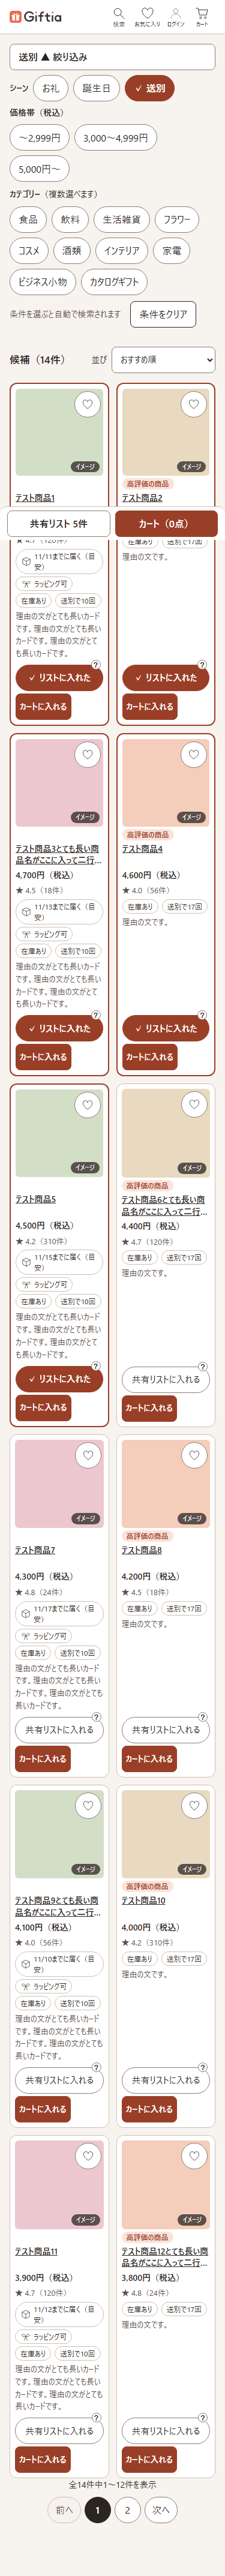 Giftia
検索 お気に入り ログイン カート
送別 ▲ 絞り込み
シーン お礼 誕生日 ✓ 送別
価格帯（税込）
〜2,999円 3,000〜4,999円
5,000円〜
カテゴリー（複数選べます）
食品 飲料 生活雑貨 フラワー
コスメ 酒類 インテリア 家電
ビジネス小物 カタログギフト
条件を選ぶと自動で検索されます 条件をクリア
候補（14件） 並び おすすめ順
イメージ
テスト商品1
イメージ
高評価の商品
テスト商品2
共有リスト 5件 カート（0点）
11/11までに届く（目安）
ラッピング可
在庫あり 送別で10回
理由の文がとても長いカードです。理由の文がとても長いカードです。理由の文がとても長いカードです。
?
✓ リストに入れた
カートに入れる
在庫あり 送別で17回
理由の文です。
?
✓ リストに入れた
カートに入れる
イメージ
テスト商品3とても長い商品名がここに入って二行…
4,700円（税込）
★ 4.5（18件）
11/13までに届く（目安）
ラッピング可
在庫あり 送別で10回
理由の文がとても長いカードです。理由の文がとても長いカードです。理由の文がとても長いカードです。
?
✓ リストに入れた
カートに入れる
イメージ
高評価の商品
テスト商品4
4,600円（税込）
★ 4.0（56件）
在庫あり 送別で17回
理由の文です。
?
✓ リストに入れた
カートに入れる
イメージ
テスト商品5
4,500円（税込）
★ 4.2（310件）
11/15までに届く（目安）
ラッピング可
在庫あり 送別で10回
理由の文がとても長いカードです。理由の文がとても長いカードです。理由の文がとても長いカードです。
?
✓ リストに入れた
カートに入れる
イメージ
高評価の商品
テスト商品6とても長い商品名がここに入って二行…
4,400円（税込）
★ 4.7（120件）
在庫あり 送別で17回
理由の文です。
?
共有リストに入れる
カートに入れる
イメージ
テスト商品7
4,300円（税込）
★ 4.8（24件）
11/17までに届く（目安）
ラッピング可
在庫あり 送別で10回
理由の文がとても長いカードです。理由の文がとても長いカードです。理由の文がとても長いカードです。
?
共有リストに入れる
カートに入れる
イメージ
高評価の商品
テスト商品8
4,200円（税込）
★ 4.5（18件）
在庫あり 送別で17回
理由の文です。
?
共有リストに入れる
カートに入れる
イメージ
テスト商品9とても長い商品名がここに入って二行…
4,100円（税込）
★ 4.0（56件）
11/10までに届く（目安）
ラッピング可
在庫あり 送別で10回
理由の文がとても長いカードです。理由の文がとても長いカードです。理由の文がとても長いカードです。
?
共有リストに入れる
カートに入れる
イメージ
高評価の商品
テスト商品10
4,000円（税込）
★ 4.2（310件）
在庫あり 送別で17回
理由の文です。
?
共有リストに入れる
カートに入れる
イメージ
テスト商品11
3,900円（税込）
★ 4.7（120件）
11/12までに届く（目安）
ラッピング可
在庫あり 送別で10回
理由の文がとても長いカードです。理由の文がとても長いカードです。理由の文がとても長いカードです。
?
共有リストに入れる
カートに入れる
イメージ
高評価の商品
テスト商品12とても長い商品名がここに入って二行…
3,800円（税込）
★ 4.8（24件）
在庫あり 送別で17回
理由の文です。
?
共有リストに入れる
カートに入れる
全14件中1〜12件を表示
前へ 1 2 次へ